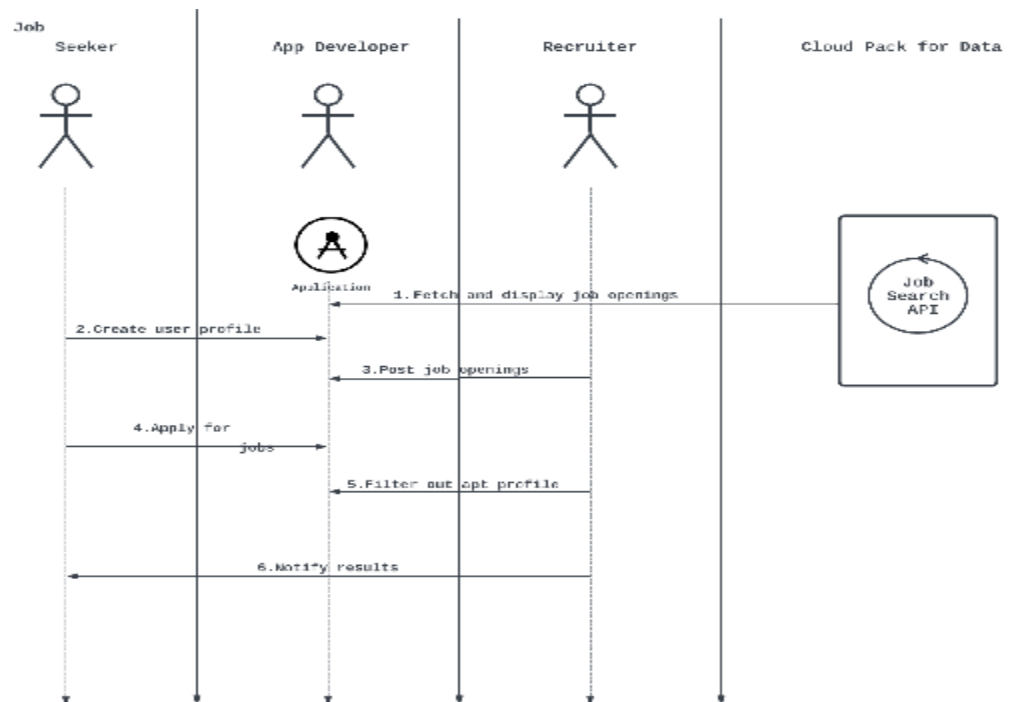 Job
Seeker
App Developer
Recruiter
Cloud Pack for Data
Application
Job
Search
API
1.Fetch and display job openings
2.Create user profile
3.Post job openings
4.Apply for
jobs
5.Filter out apt profile
6.Notify results